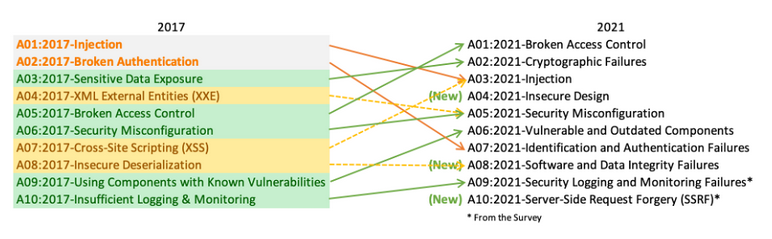 2017 2021
A01:2017-Injection A01:2021-Broken Access Control
A02:2017-Broken Authentication A02:2021-Cryptographic Failures
A03:2017-Sensitive Data Exposure A03:2021-Injection
A04:2017-XML External Entities (XXE) (New) A04:2021-Insecure Design
A05:2017-Broken Access Control A05:2021-Security Misconfiguration
A06:2017-Security Misconfiguration A06:2021-Vulnerable and Outdated Components
A07:2017-Cross-Site Scripting (XSS) A07:2021-Identification and Authentication Failures
A08:2017-Insecure Deserialization (New) A08:2021-Software and Data Integrity Failures
A09:2017-Using Components with Known Vulnerabilities A09:2021-Security Logging and Monitoring Failures*
A10:2017-Insufficient Logging & Monitoring (New) A10:2021-Server-Side Request Forgery (SSRF)*
* From the Survey